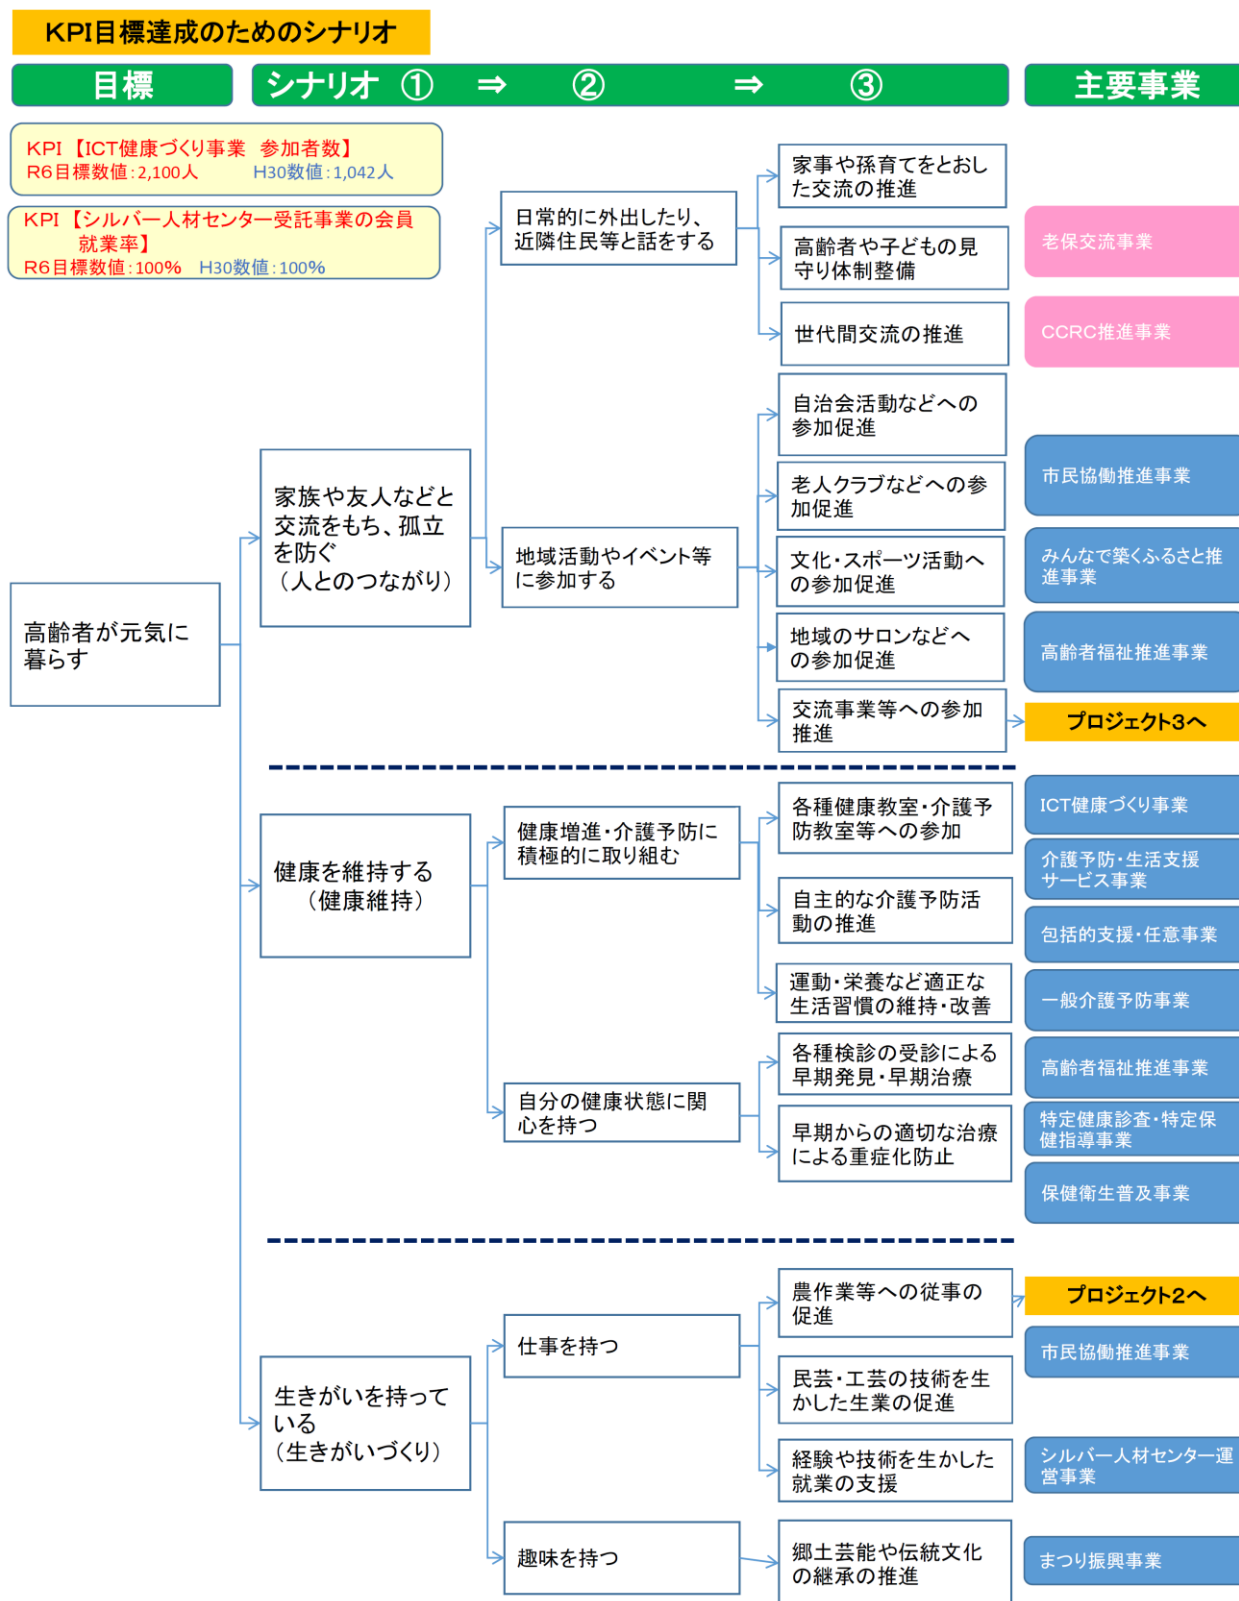 KPI目標達成のためのシナリオ
目標
シナリオ ① ⇒ ② ⇒ ③
主要事業
KPI 【ICT健康づくり事業 参加者数】
R6目標数値:2,100人 H30数値:1,042人
KPI 【シルバー人材センター受託事業の会員
就業率】
R6目標数値:100% H30数値:100%
高齢者が元気に
暮らす
家族や友人などと
交流をもち、孤立
を防ぐ
(人とのつながり)
日常的に外出したり、
近隣住民等と話をする
家事や孫育てをとおし
た交流の推進
高齢者や子どもの見
守り体制整備
世代間交流の推進
老保交流事業
CCRC推進事業
地域活動やイベント等
に参加する
自治会活動などへの
参加促進
老人クラブなどへの参
加促進
文化・スポーツ活動へ
の参加促進
地域のサロンなどへ
の参加促進
交流事業等への参加
推進
市民協働推進事業
みんなで築くふるさと推
進事業
高齢者福祉推進事業
プロジェクト3へ
健康を維持する
(健康維持)
健康増進・介護予防に
積極的に取り組む
各種健康教室・介護予
防教室等への参加
自主的な介護予防活
動の推進
運動・栄養など適正な
生活習慣の維持・改善
自分の健康状態に関
心を持つ
各種検診の受診による
早期発見・早期治療
早期からの適切な治療
による重症化防止
ICT健康づくり事業
介護予防・生活支援
サービス事業
包括的支援・任意事業
一般介護予防事業
高齢者福祉推進事業
特定健康診査・特定保
健指導事業
保健衛生普及事業
生きがいを持って
いる
(生きがいづくり)
仕事を持つ
農作業等への従事の
促進
民芸・工芸の技術を生
かした生業の促進
経験や技術を生かした
就業の支援
趣味を持つ
郷土芸能や伝統文化
の継承の推進
プロジェクト2へ
市民協働推進事業
シルバー人材センター運
営事業
まつり振興事業